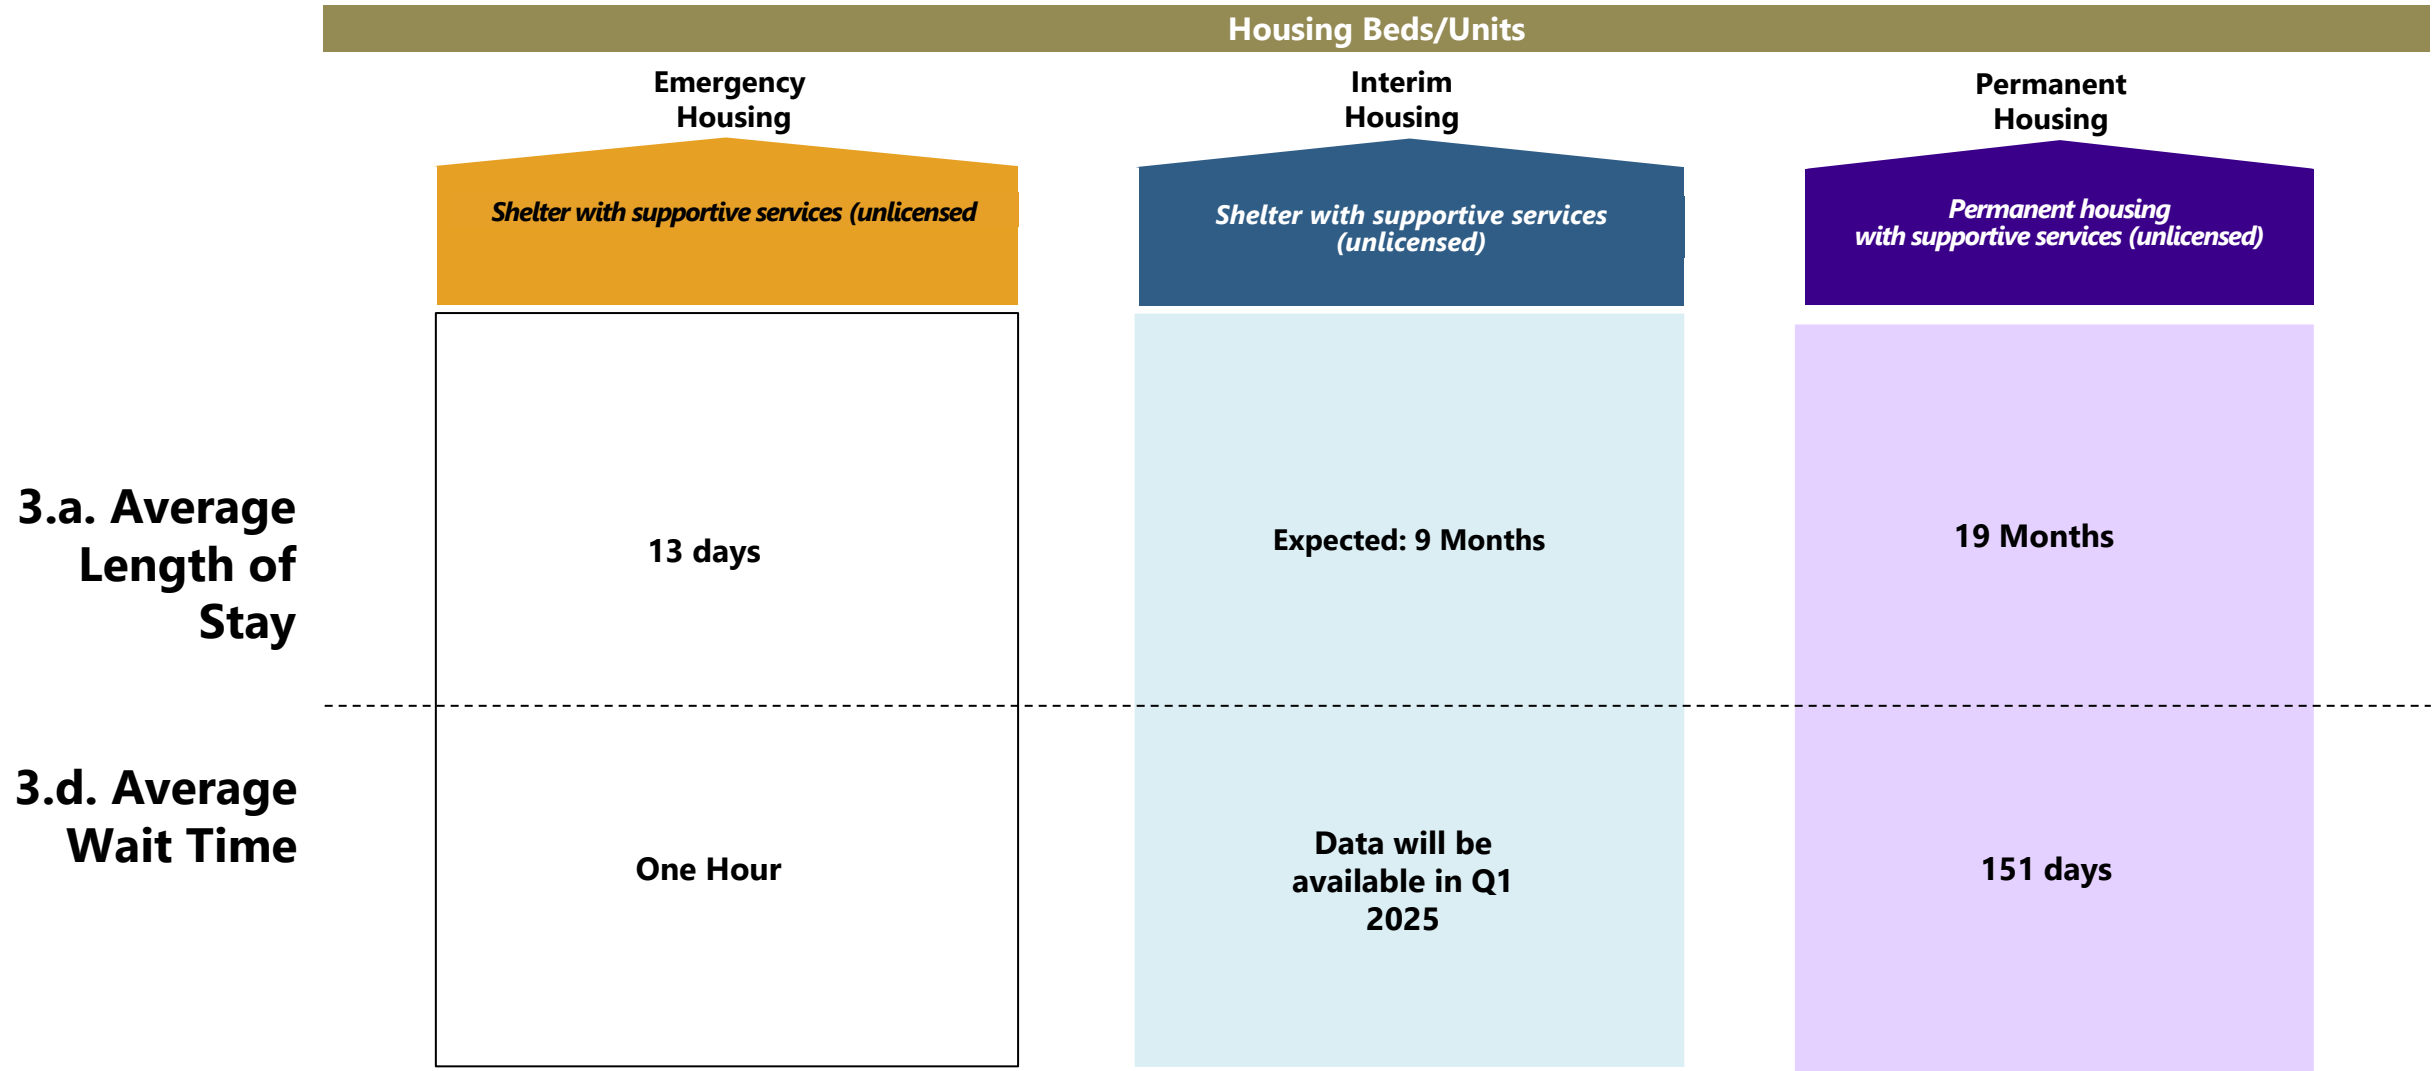 Housing Beds/Units
Emergency
Housing
Interim
Housing
Permanent
Housing
Shelter with supportive services (unlicensed
Shelter with supportive services
(unlicensed)
Permanent housing
with supportive services (unlicensed)
3.a. Average
Length of
Stay
13 days
Expected: 9 Months
19 Months
3.d. Average
Wait Time
One Hour
Data will be
available in Q1
2025
151 days